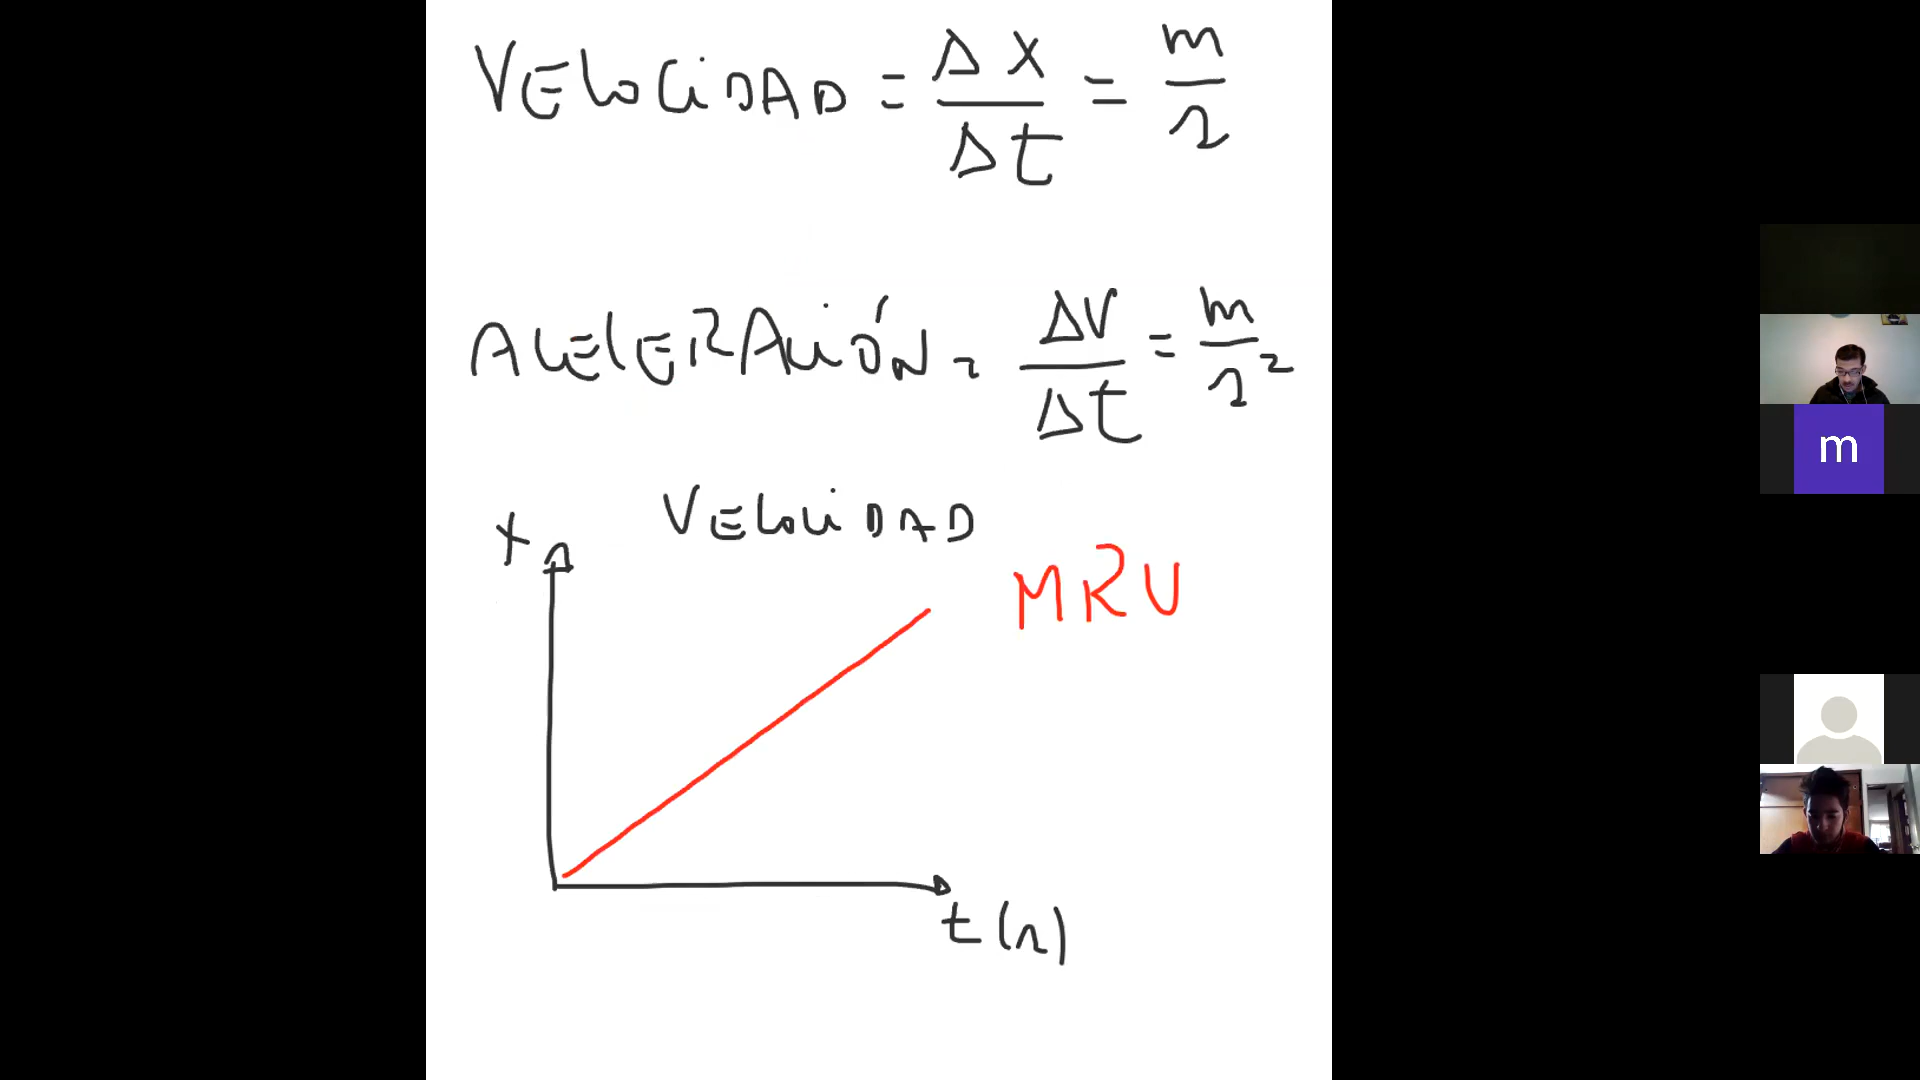 VELOCIDAD = Δx/Δt = m/s
ACELERACIÓN = ΔV/Δt = m/s²
VELOCIDAD
x
MRU
t(s)
m